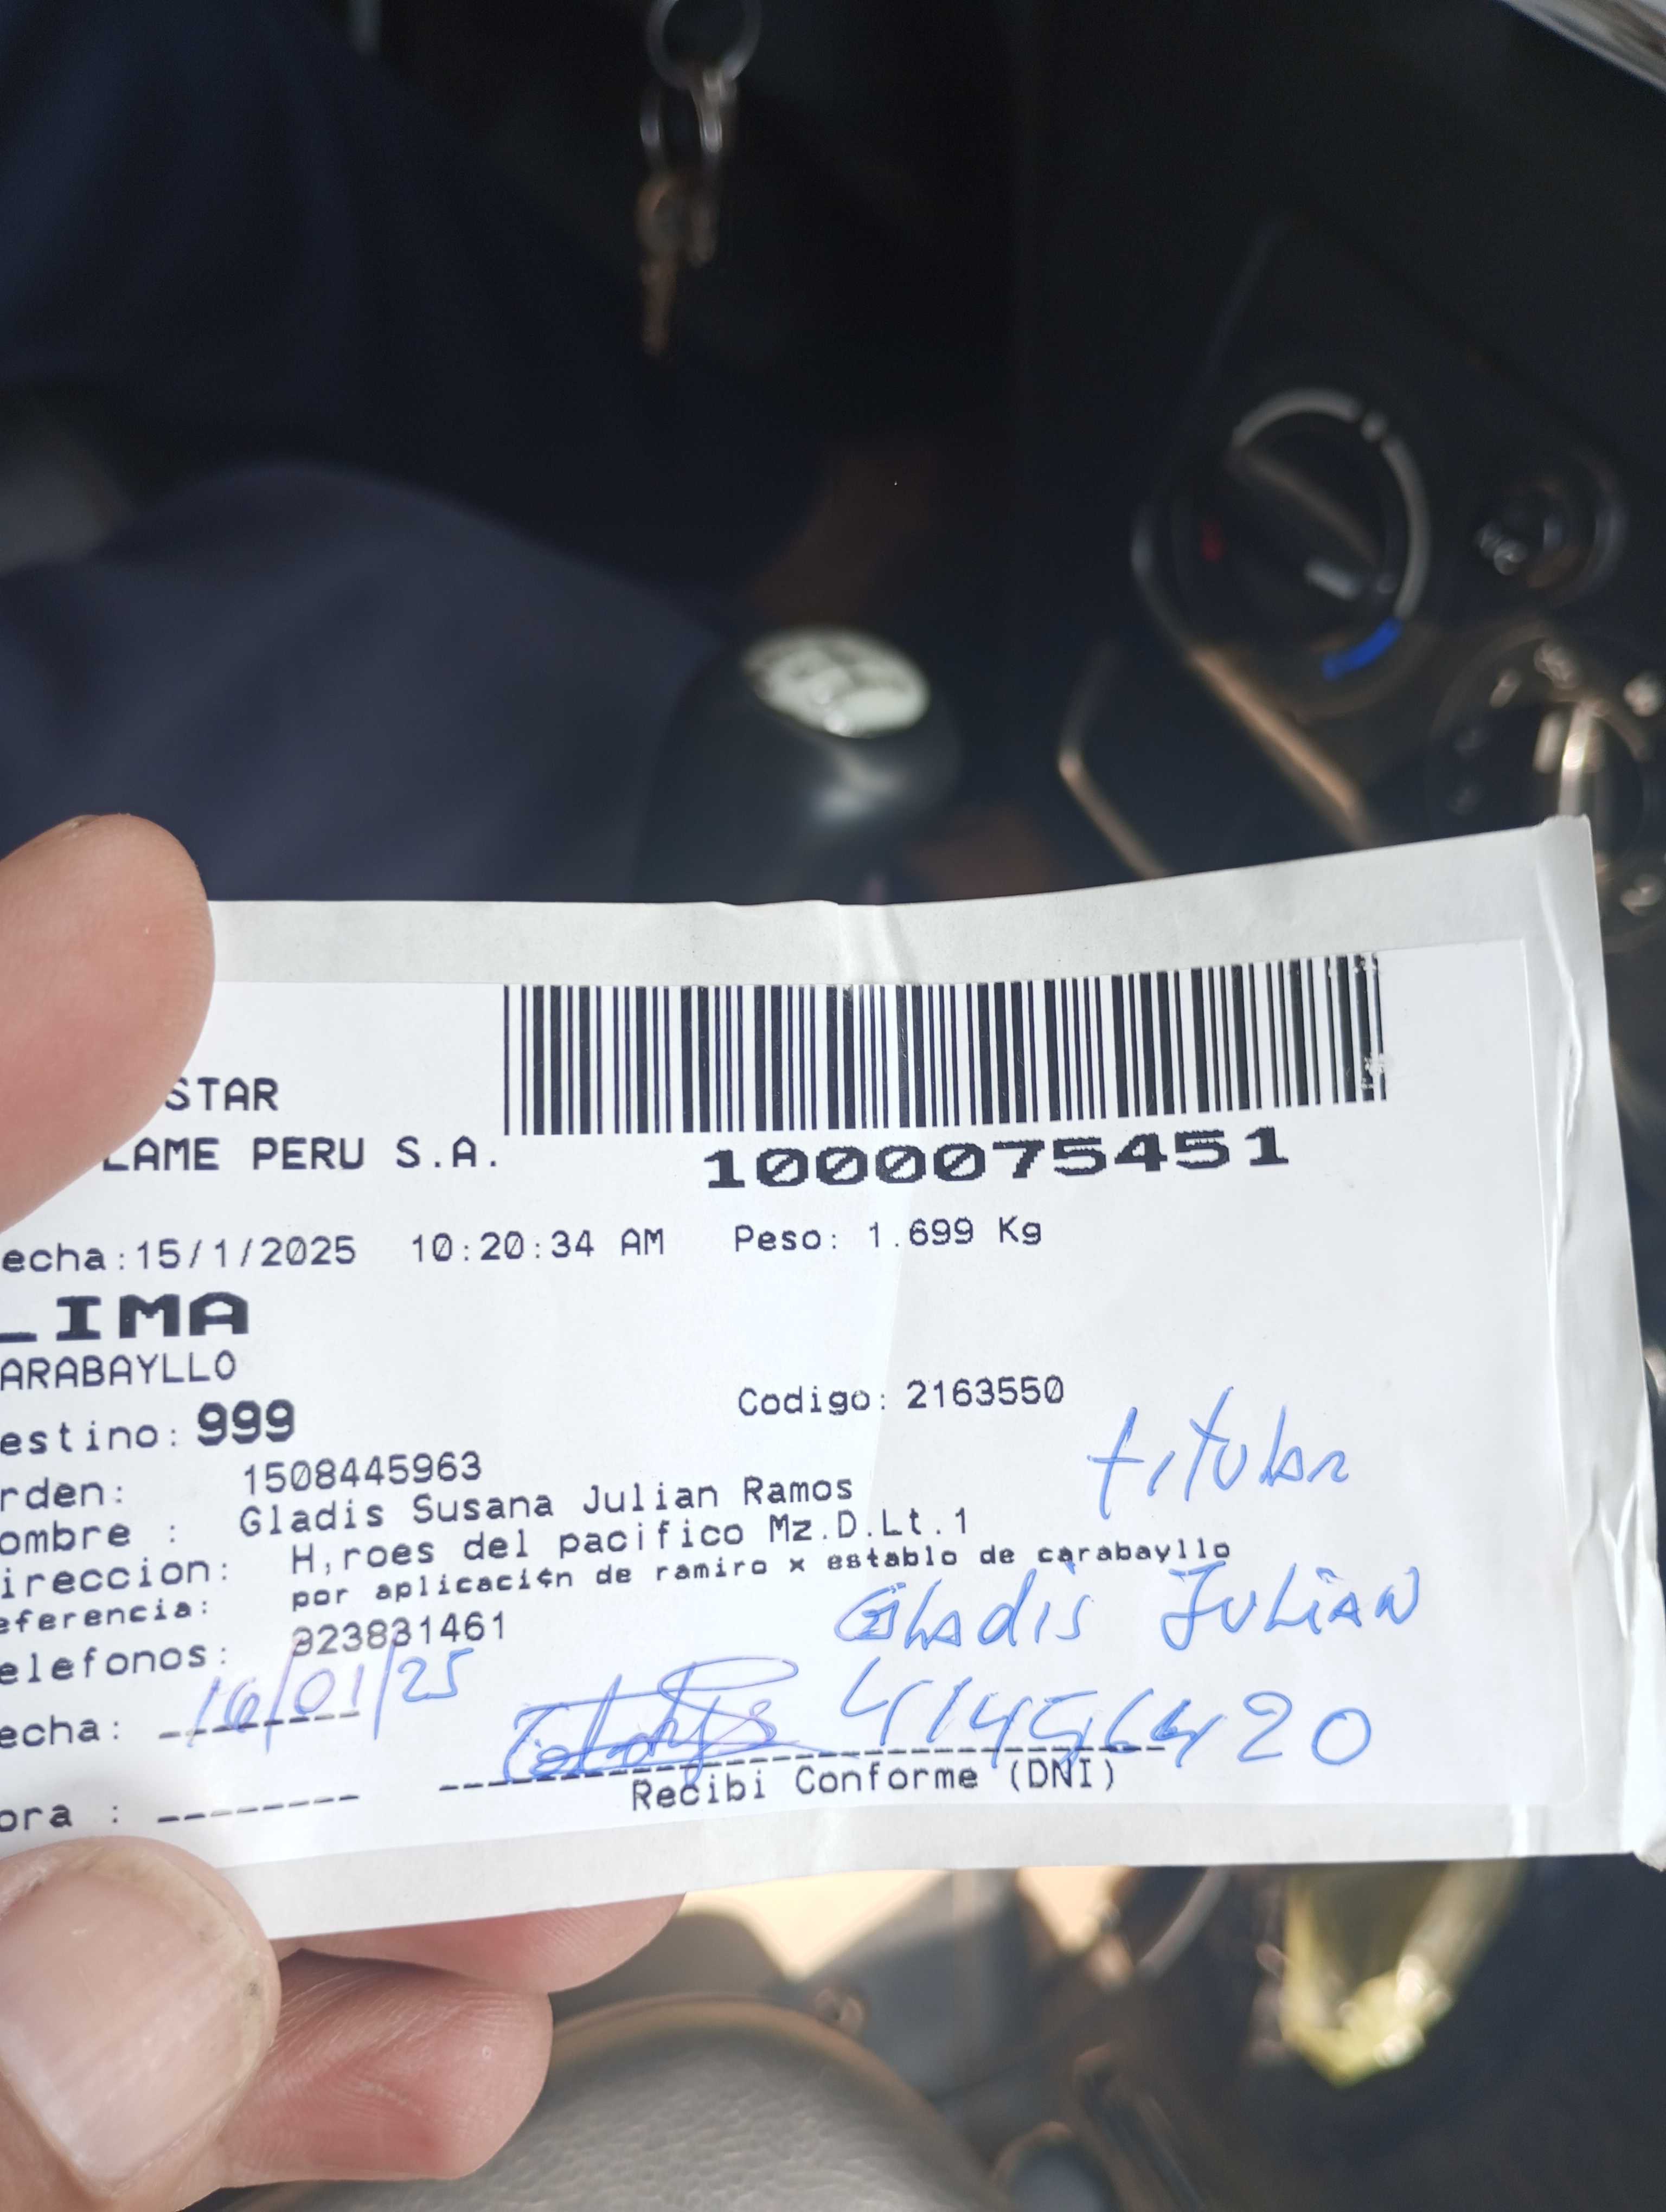 STAR
LAME PERU S.A.
1000075451
echa:15/1/2025 10:20:34 AM Peso: 1.699 Kg
LIMA
ARABAYLLO
Codigo: 2163550
estino: 999
titular
rden: 1508445963
ombre : Gladis Susana Julian Ramos
ireccion: H,roes del pacifico Mz.D.Lt.1
eferencia: por aplicaci¢n de ramiro x establo de carabayllo
Gladis Julian
elefonos: 923831461
echa: 16/01/25
Recibi Conforme (DNI)
ora :